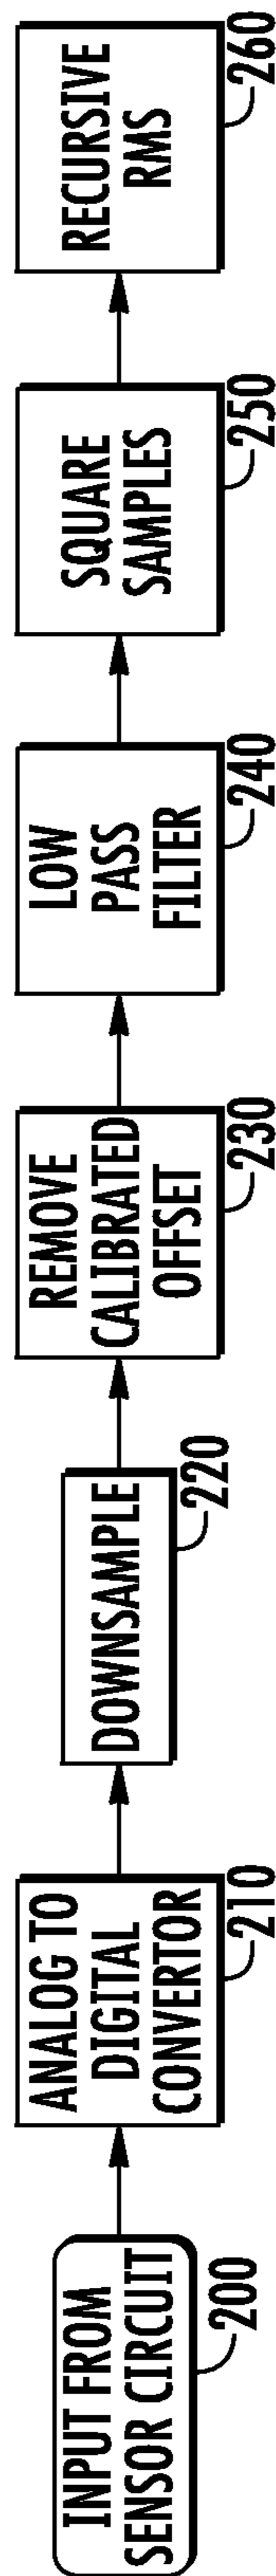 INPUT FROM
SENSOR CIRCUIT
200
ANALOG TO
DIGITAL
CONVERTOR
210
DOWNSAMPLE
220
REMOVE
CALIBRATED
OFFSET
230
LOW
PASS
FILTER
240
SQUARE
SAMPLES
250
RECURSIVE
RMS
260